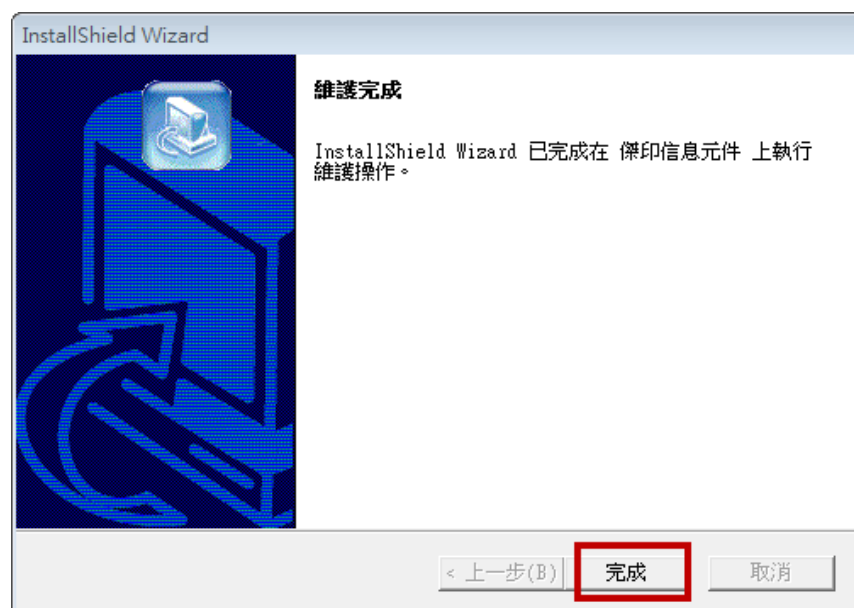 InstallShield Wizard
維護完成
InstallShield Wizard 已完成在 傑印信息元件 上執行
維護操作。
< 上一步(B)
完成
取消